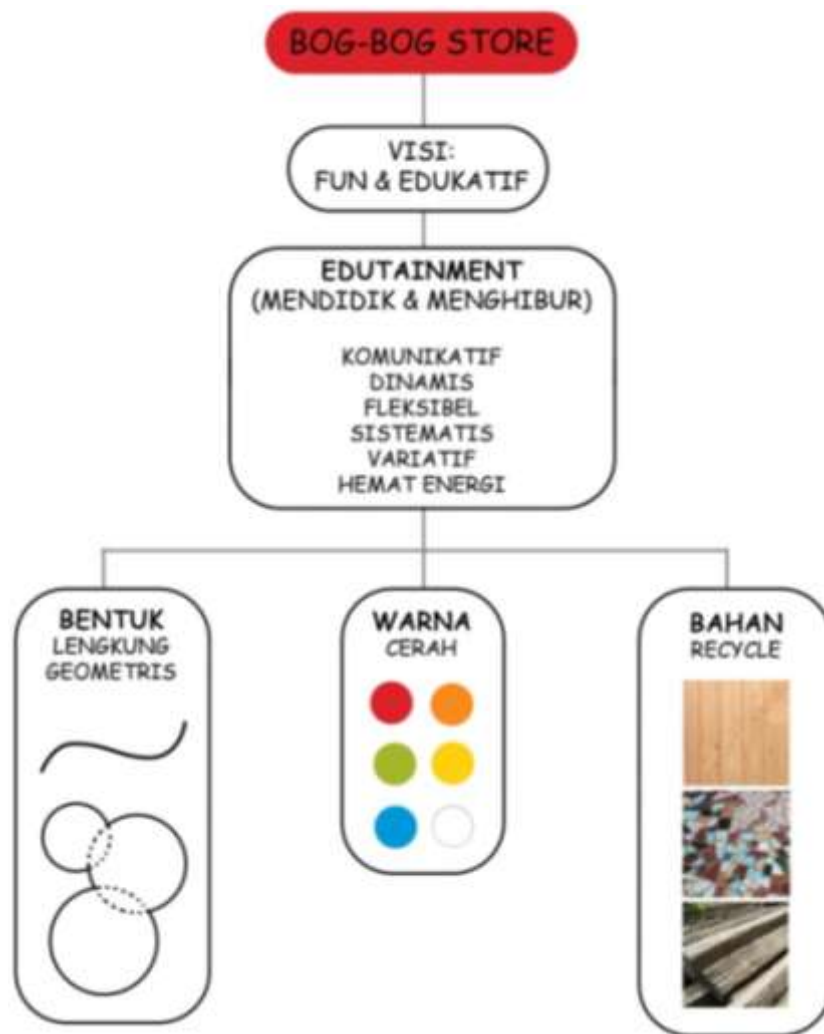 BOG-BOG STORE
VISI:
FUN & EDUKATIF
EDUTAINMENT
(MENDIDIK & MENGHIBUR)
KOMUNIKATIF
DINAMIS
FLEKSIBEL
SISTEMATIS
VARIATIF
HEMAT ENERGI
BENTUK
LENGKUNG
GEOMETRIS
WARNA
CERAH
BAHAN
RECYCLE